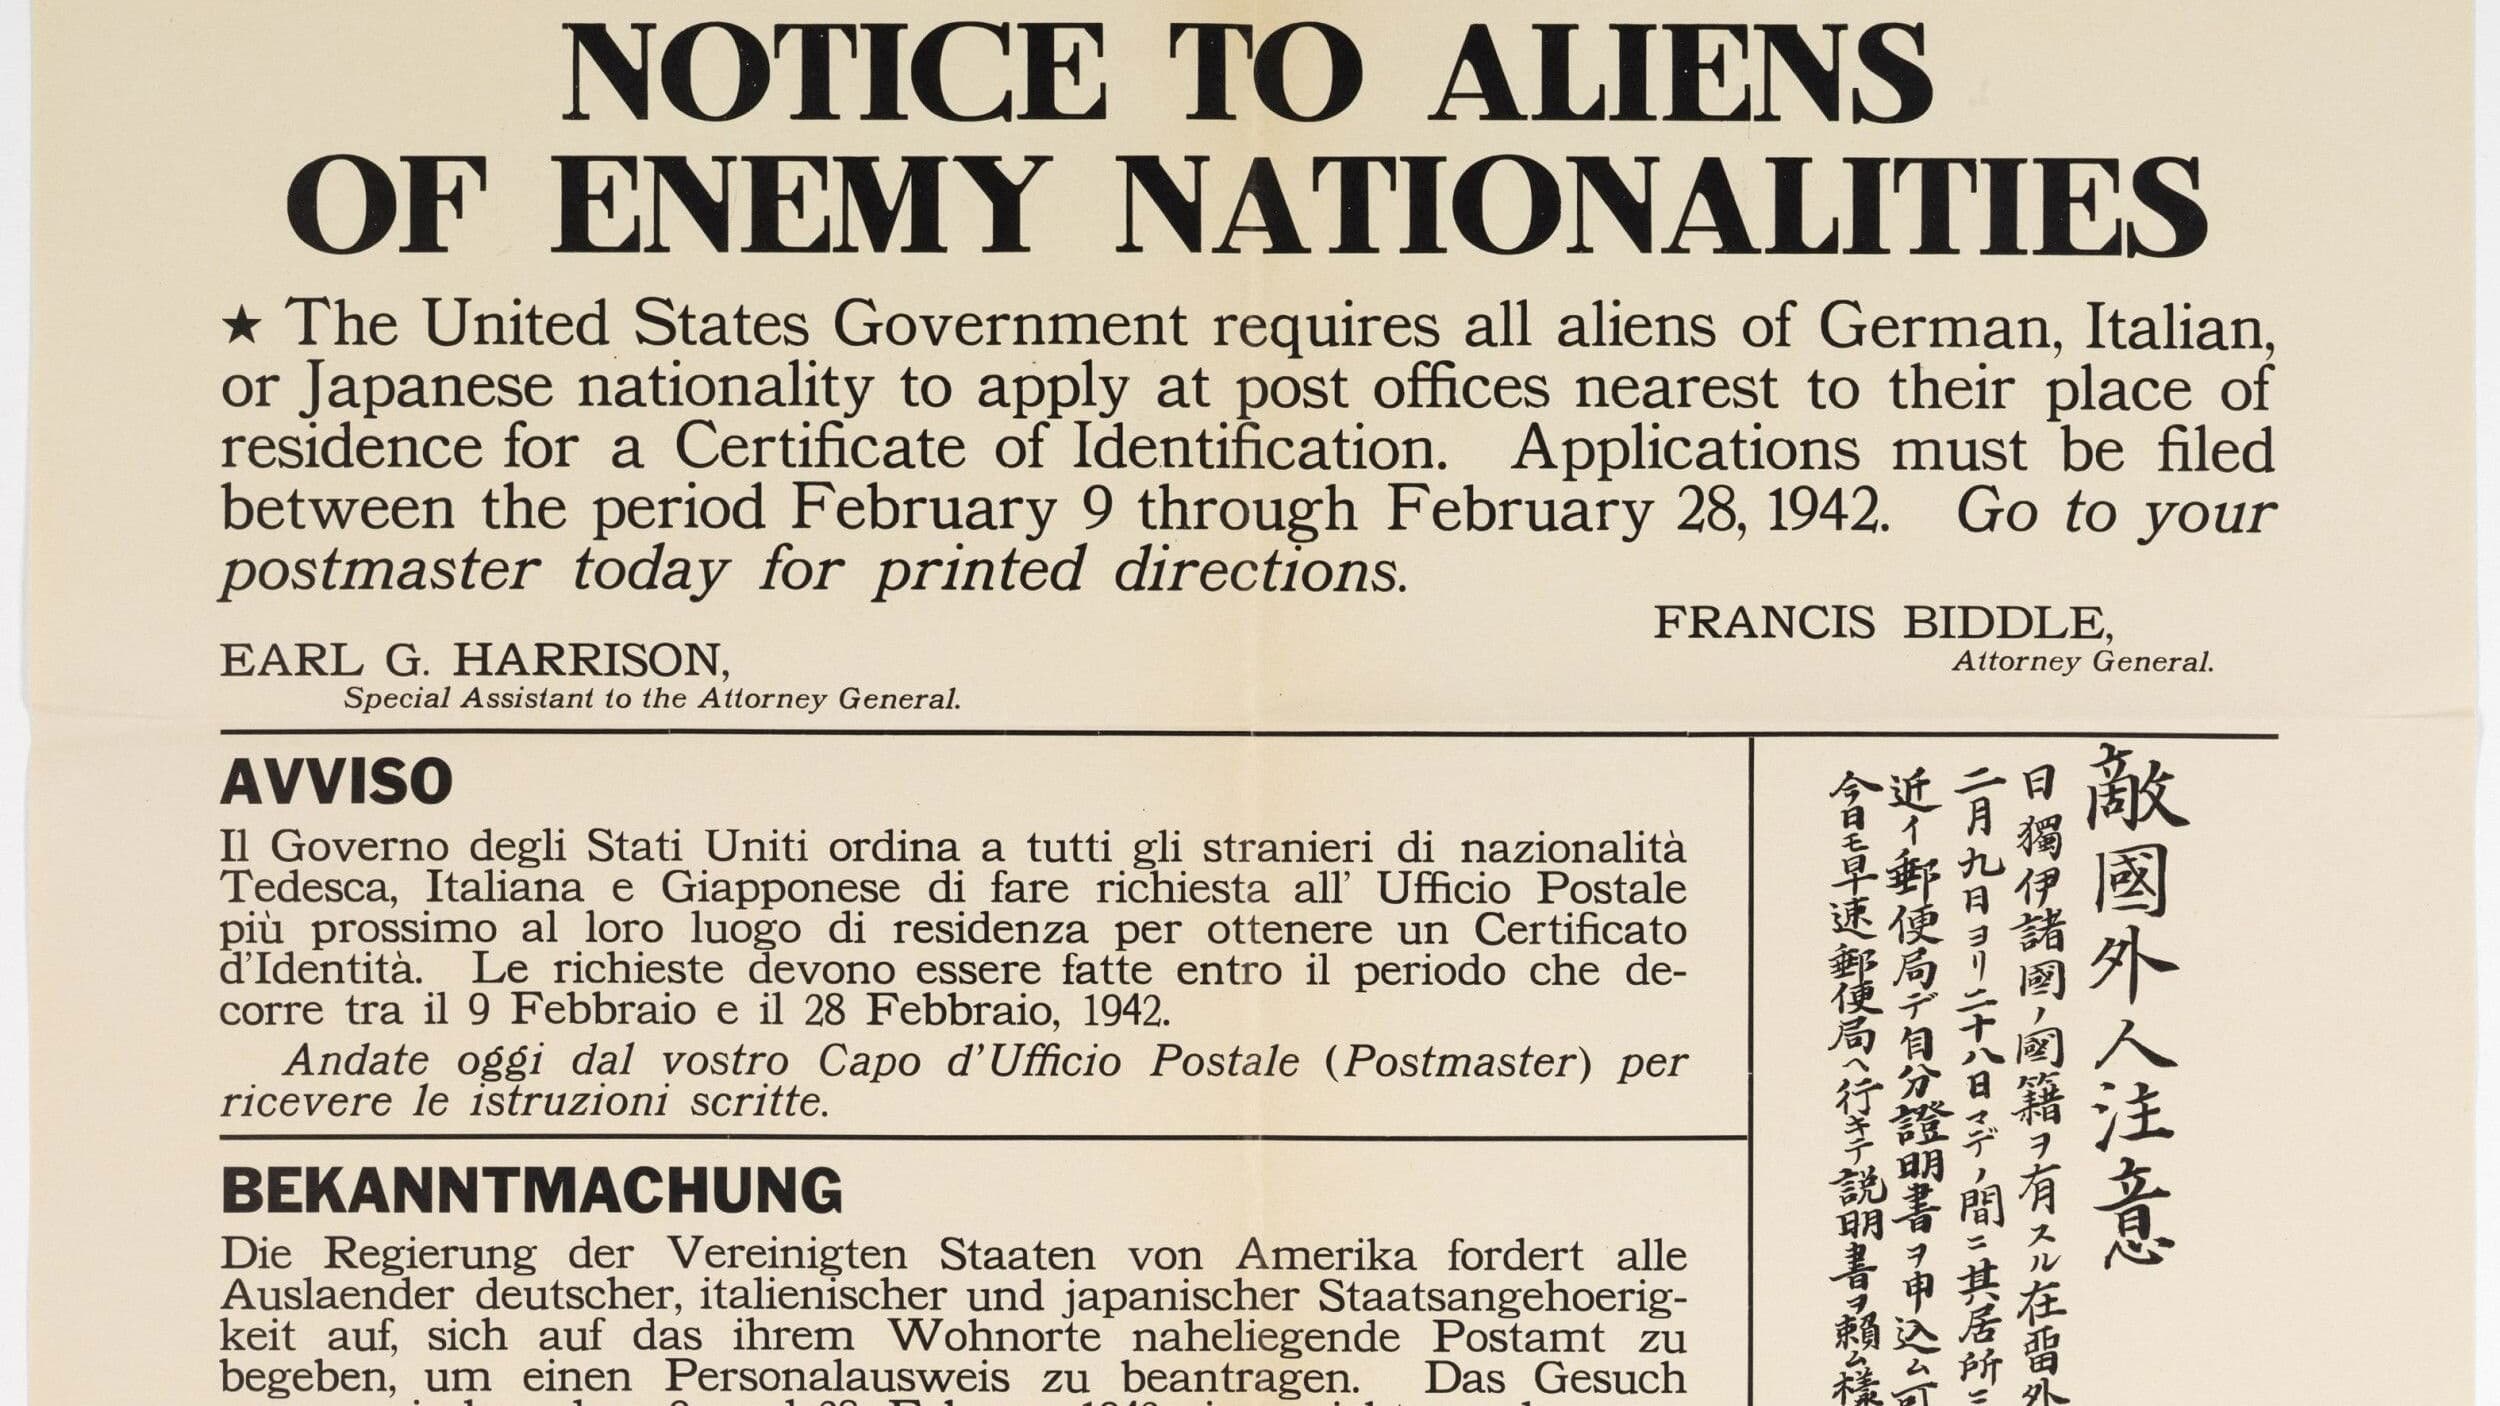 NOTICE TO ALIENS
OF ENEMY NATIONALITIES
★ The United States Government requires all aliens of German, Italian,
or Japanese nationality to apply at post offices nearest to their place of
residence for a Certificate of Identification. Applications must be filed
between the period February 9 through February 28, 1942. Go to your
postmaster today for printed directions.
FRANCIS BIDDLE,
Attorney General.
EARL G. HARRISON,
Special Assistant to the Attorney General.
AVVISO
Il Governo degli Stati Uniti ordina a tutti gli stranieri di nazionalità
Tedesca, Italiana e Giapponese di fare richiesta all' Ufficio Postale
più prossimo al loro luogo di residenza per ottenere un Certificato
d'Identità. Le richieste devono essere fatte entro il periodo che de-
corre tra il 9 Febbraio e il 28 Febbraio, 1942.
Andate oggi dal vostro Capo d'Ufficio Postale (Postmaster) per
ricevere le istruzioni scritte.
BEKANNTMACHUNG
Die Regierung der Vereinigten Staaten von Amerika fordert alle
Auslaender deutscher, italienischer und japanischer Staatsangehoerig-
keit auf, sich auf das ihrem Wohnorte naheliegende Postamt zu
begeben, um einen Personalausweis zu beantragen. Das Gesuch
敵國外人注意
日獨伊諸國ノ國籍ヲ有スル在留外
二月九日ヨリ二十八日マデノ間ニ其居所ニ
近イ郵便局デ自分證明書ヲ申込ム可
今日モ早速郵便局ヘ行キテ説明書ヲ頼ム樣